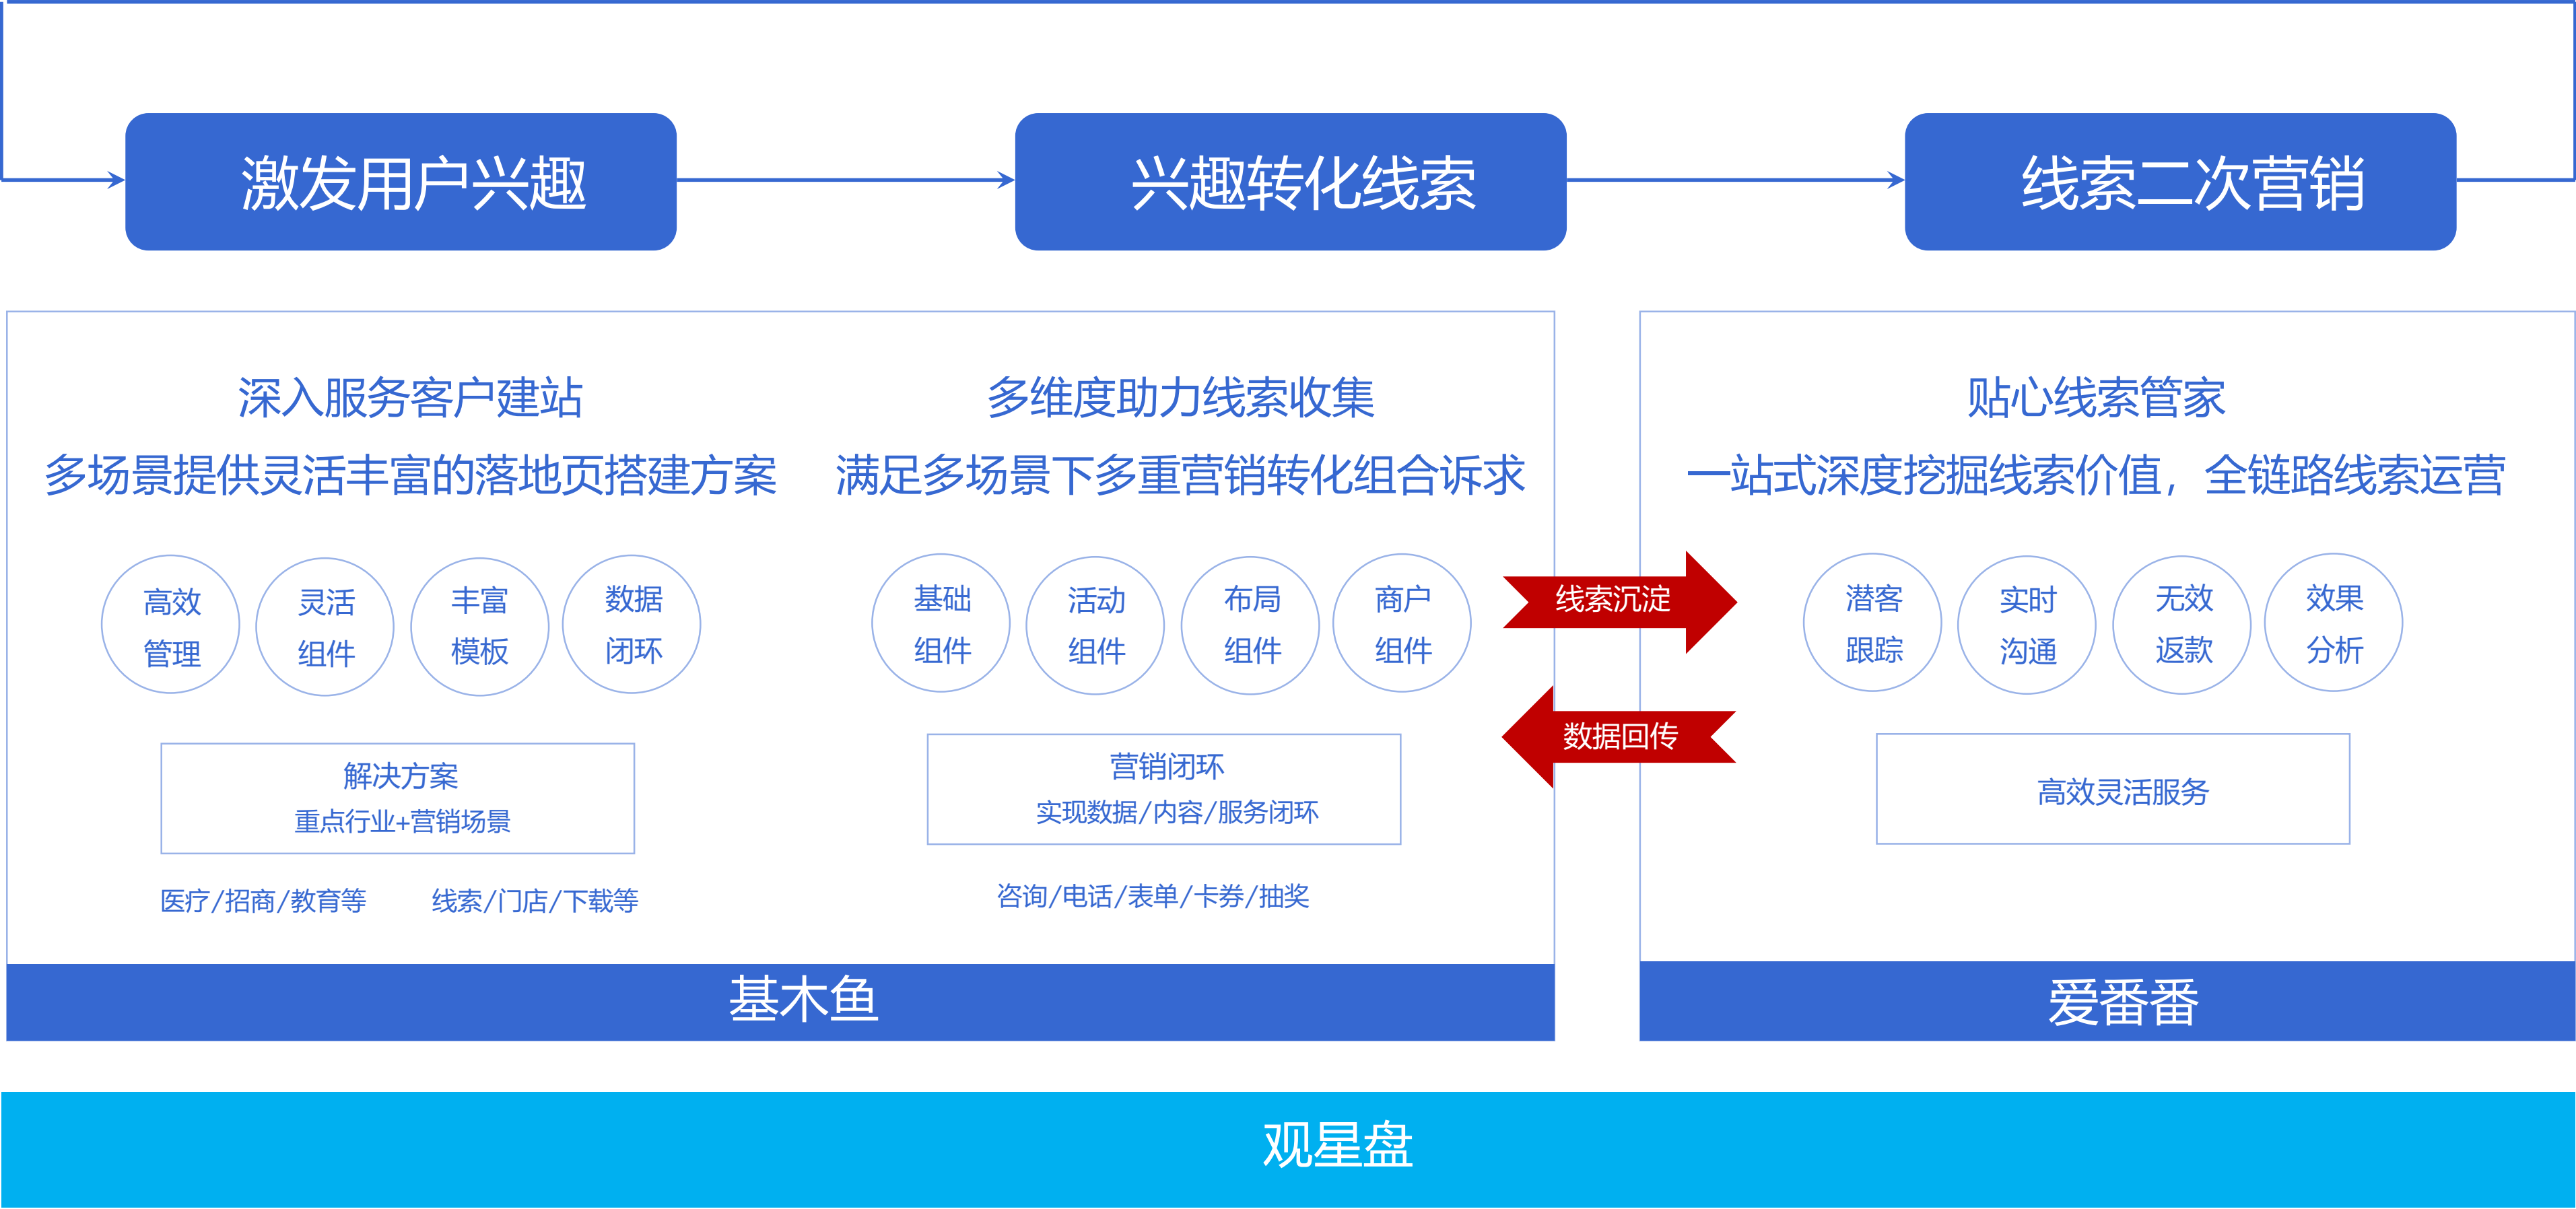 激发用户兴趣
兴趣转化线索
线索二次营销
深入服务客户建站
多场景提供灵活丰富的落地页搭建方案
高效
管理
灵活
组件
丰富
模板
数据
闭环
解决方案
重点行业+营销场景
医疗/招商/教育等
线索/门店/下载等
多维度助力线索收集
满足多场景下多重营销转化组合诉求
基础
组件
活动
组件
布局
组件
商户
组件
营销闭环
实现数据/内容/服务闭环
咨询/电话/表单/卡券/抽奖
基木鱼
线索沉淀
数据回传
贴心线索管家
一站式深度挖掘线索价值，全链路线索运营
潜客
跟踪
实时
沟通
无效
返款
效果
分析
高效灵活服务
爱番番
观星盘